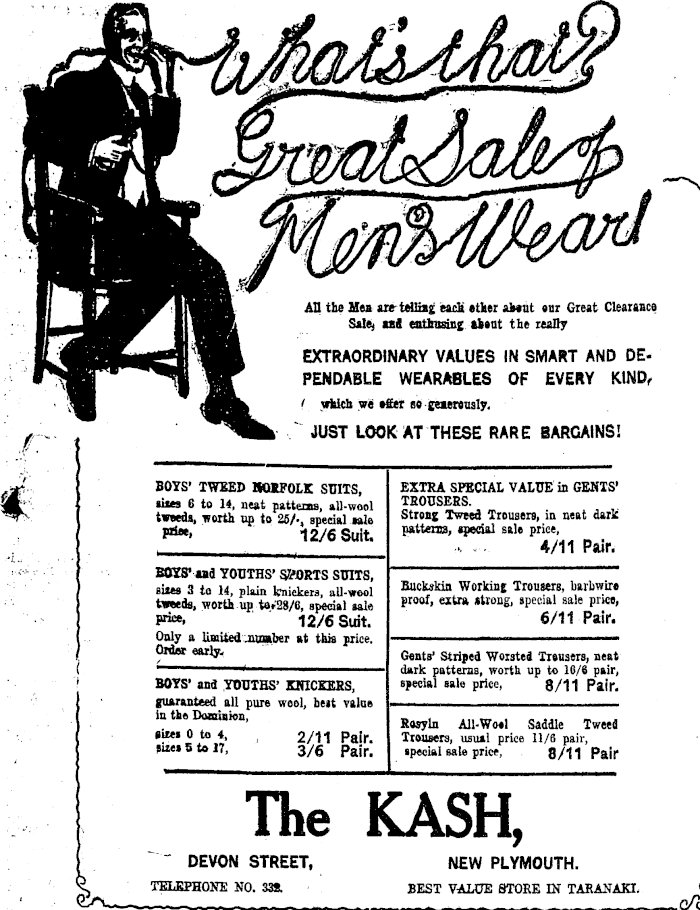 What's that?
Great Sale of
Men's Wear!
All the Men are telling each other about our Great Clearance
Sale, and enthusing about the really
EXTRAORDINARY VALUES IN SMART AND DE-
PENDABLE WEARABLES OF EVERY KIND,
which we offer so generously.
JUST LOOK AT THESE RARE BARGAINS!
BOYS' TWEED NORFOLK SUITS,
sizes 6 to 14, neat patterns, all-wool
tweeds, worth up to 25/-, special sale
price, 12/6 Suit.
BOYS' and YOUTHS' SPORTS SUITS,
sizes 3 to 14, plain knickers, all-wool
tweeds, worth up to 28/6, special sale
price, 12/6 Suit.
Only a limited number at this price.
Order early.
BOYS' and YOUTHS' KNICKERS,
guaranteed all pure wool, best value
in the Dominion,
sizes 0 to 4, 2/11 Pair.
sizes 5 to 17, 3/6 Pair.
EXTRA SPECIAL VALUE in GENTS'
TROUSERS.
Strong Tweed Trousers, in neat dark
patterns, special sale price,
4/11 Pair.
Buckskin Working Trousers, barbwire
proof, extra strong, special sale price,
6/11 Pair.
Gents' Striped Worsted Trousers, neat
dark patterns, worth up to 10/6 pair,
special sale price, 8/11 Pair.
Rosyln All-Wool Saddle Tweed
Trousers, usual price 11/6 pair,
special sale price, 8/11 Pair
The KASH,
DEVON STREET, NEW PLYMOUTH.
TELEPHONE NO. 332. BEST VALUE STORE IN TARANAKI.